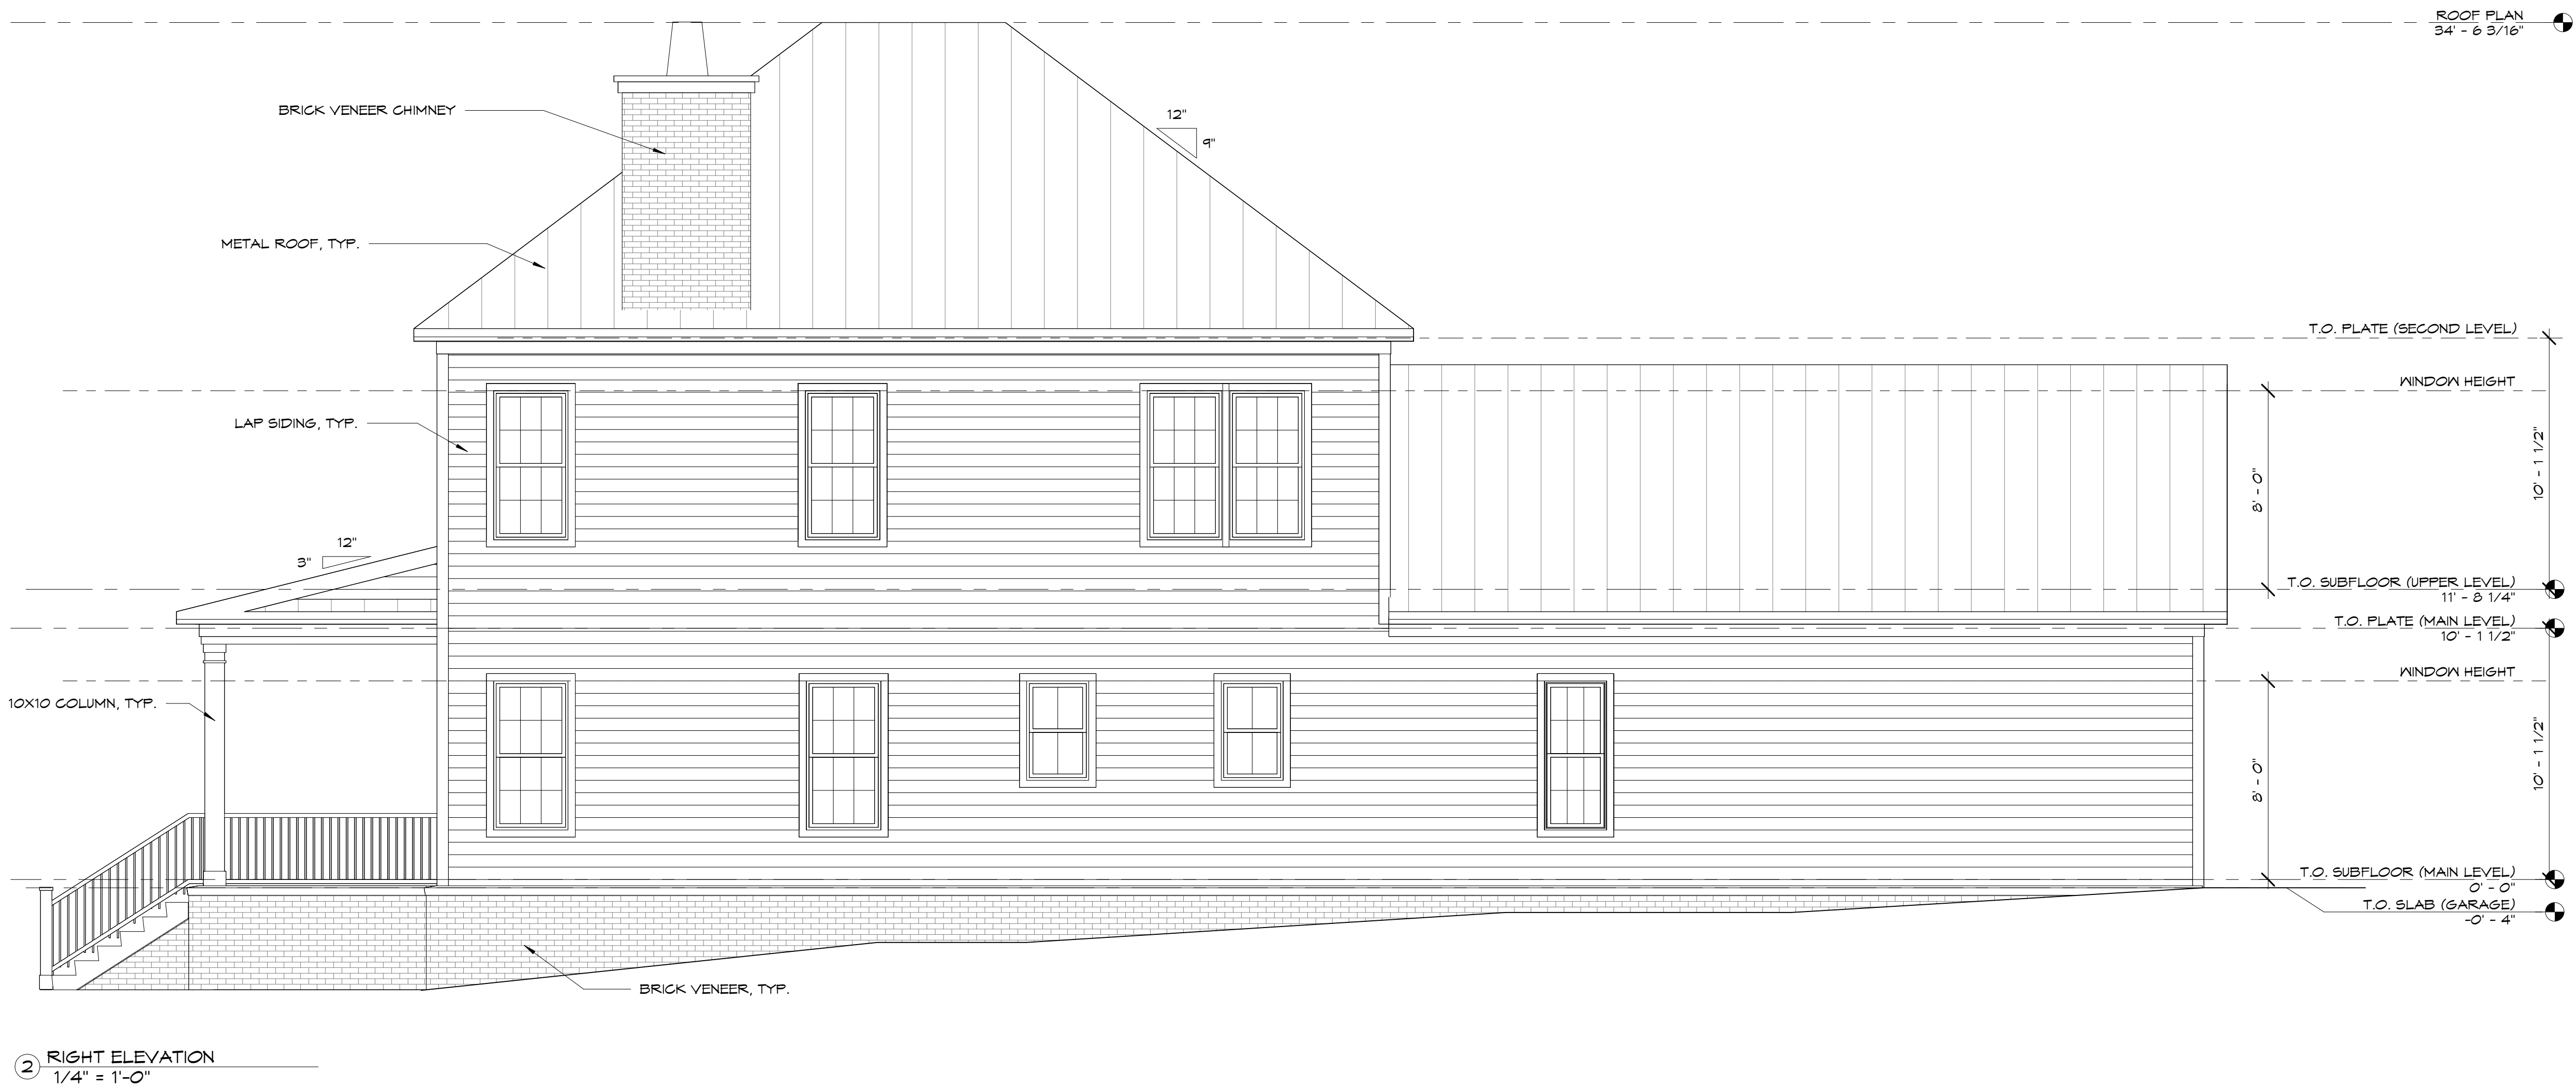 ROOF PLAN
34' - 6 3/16"
BRICK VENEER CHIMNEY
12"
9"
METAL ROOF, TYP.
T.O. PLATE (SECOND LEVEL)
WINDOW HEIGHT
LAP SIDING, TYP.
10' - 1 1/2"
8' - 0"
12"
3"
T.O. SUBFLOOR (UPPER LEVEL)
11' - 8 1/4"
T.O. PLATE (MAIN LEVEL)
10' - 1 1/2"
WINDOW HEIGHT
10X10 COLUMN, TYP.
10' - 1 1/2"
8' - 0"
T.O. SUBFLOOR (MAIN LEVEL)
0' - 0"
T.O. SLAB (GARAGE)
-0' - 4"
BRICK VENEER, TYP.
2 RIGHT ELEVATION
1/4" = 1'-0"